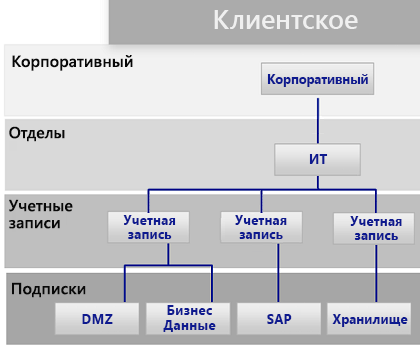 Клиентское
Корпоративный
Корпоративный
Отделы
ИТ
Учетные
записи
Учетная
запись
Учетная
запись
Учетная
запись
Подписки
DMZ
Бизнес
Данные
SAP
Хранилище